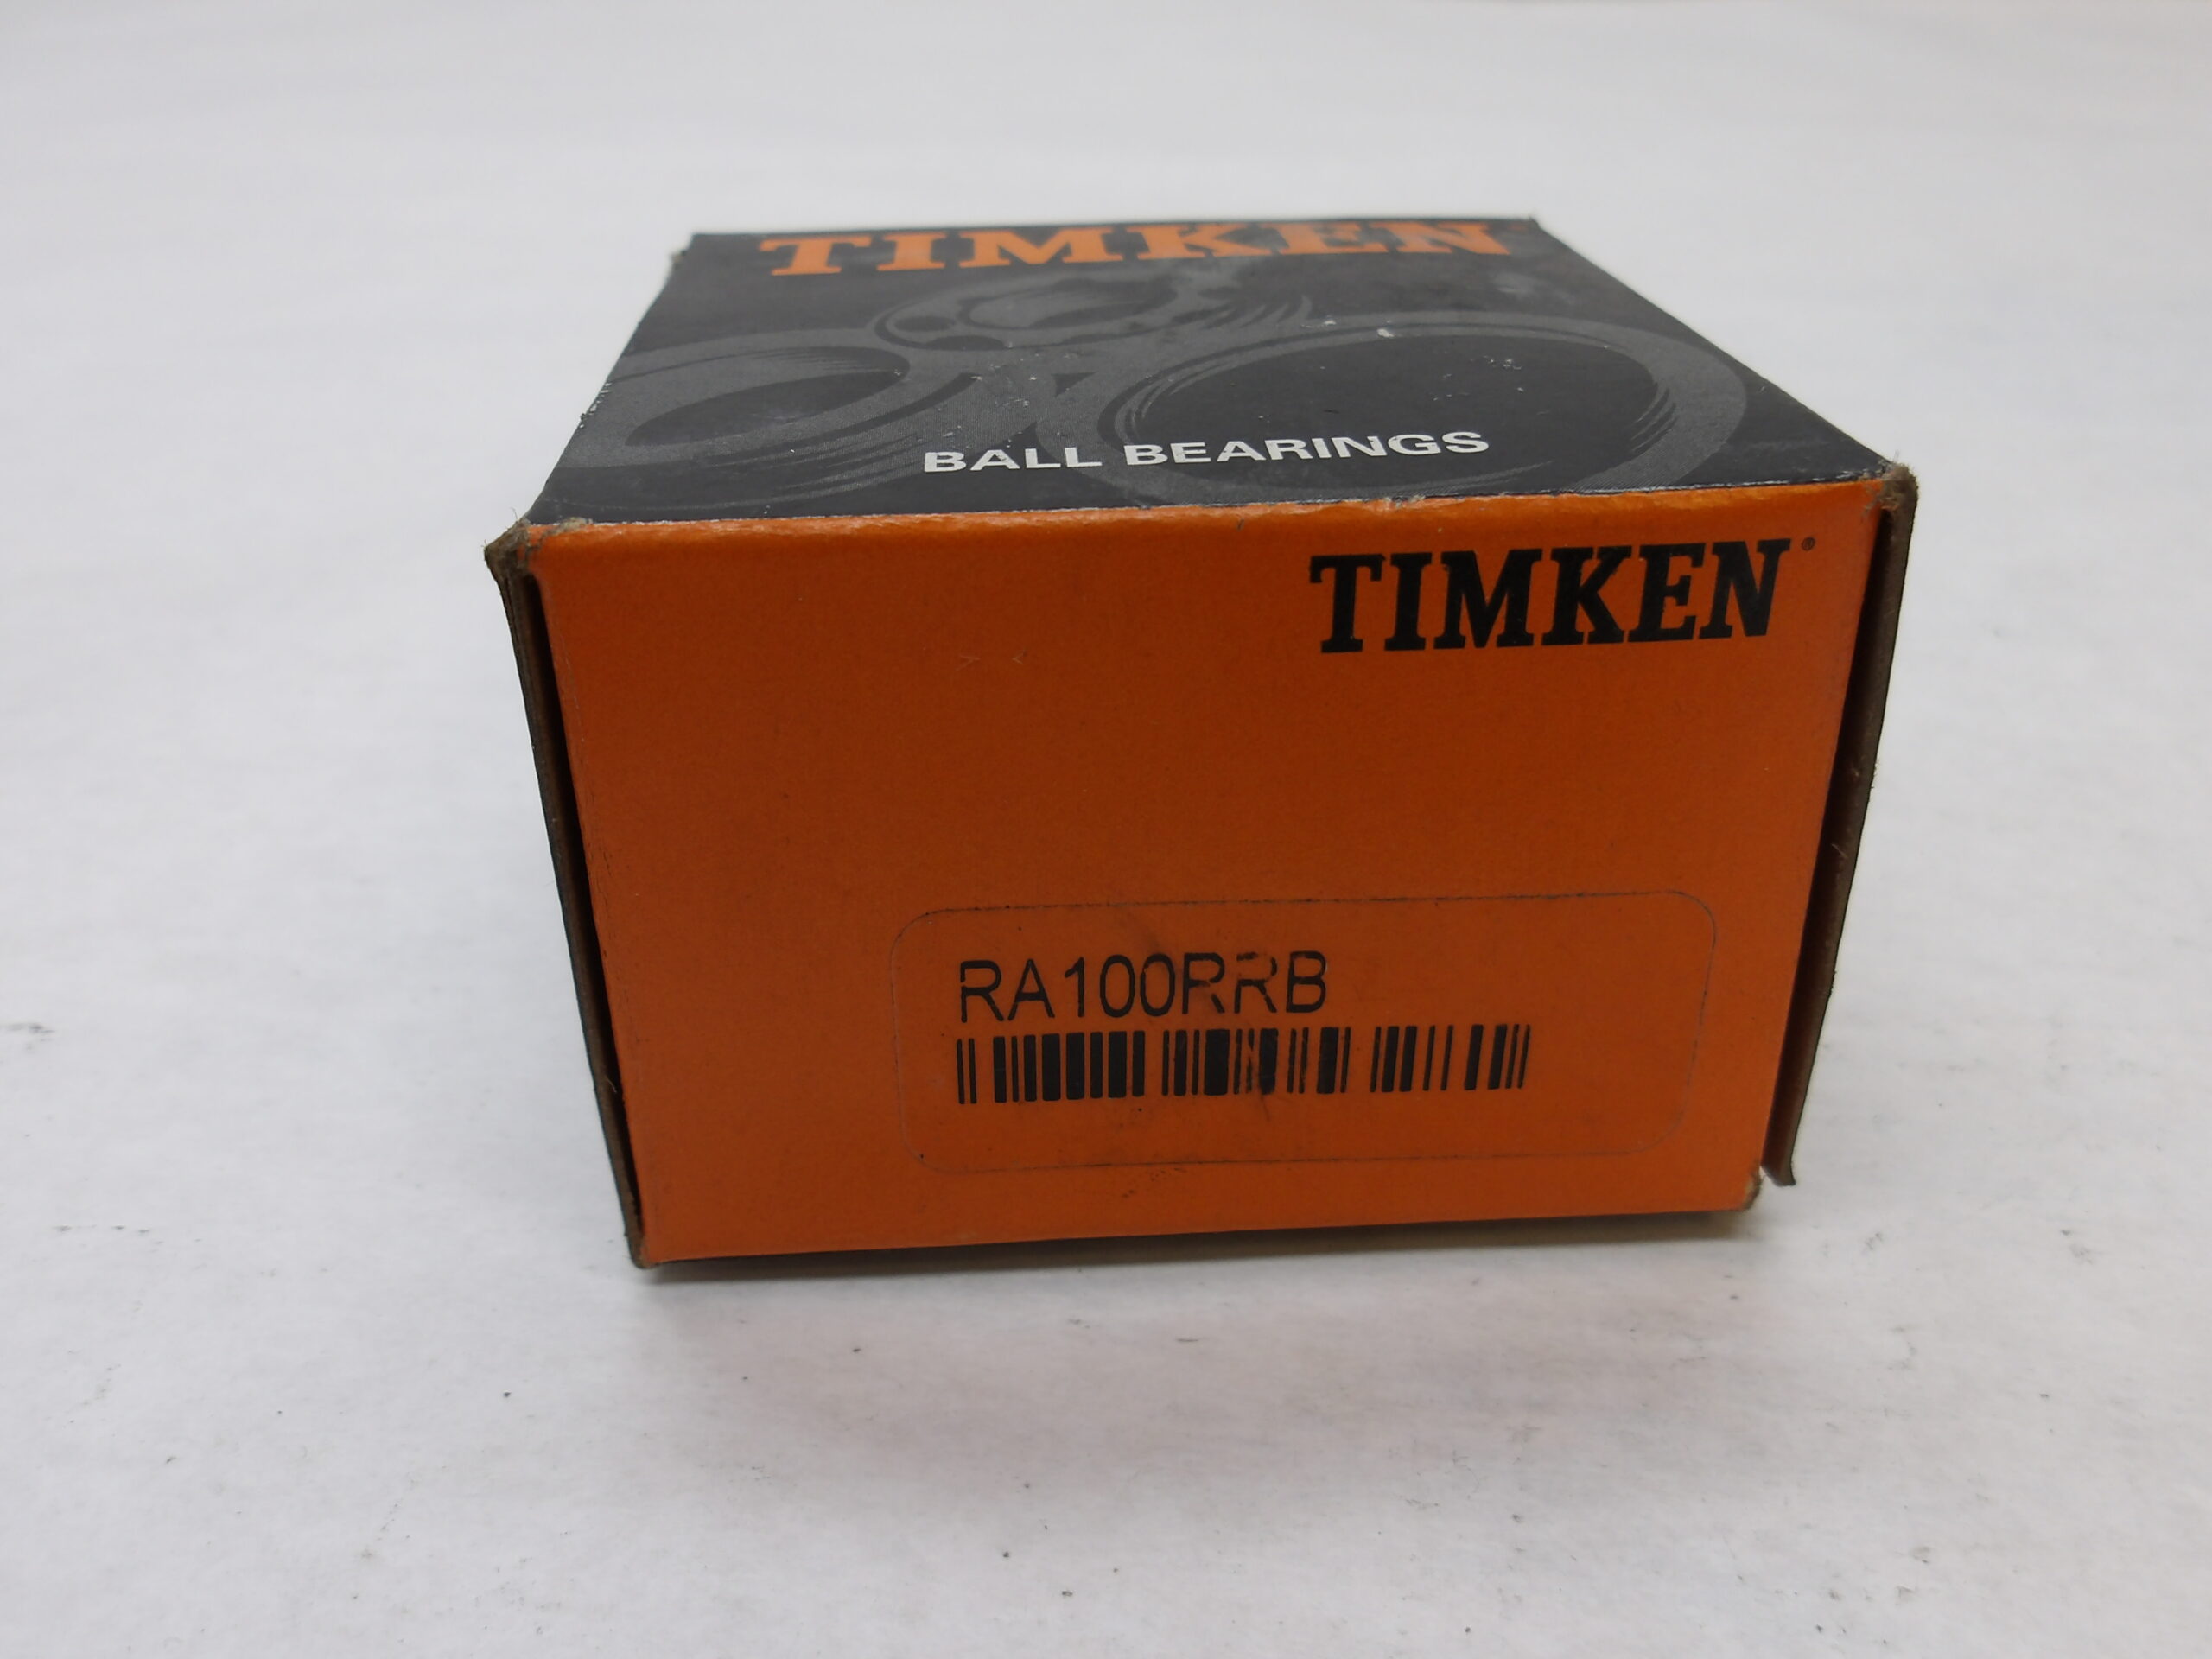 TIMKEN
BALL BEARINGS
TIMKEN®
RA100RRB